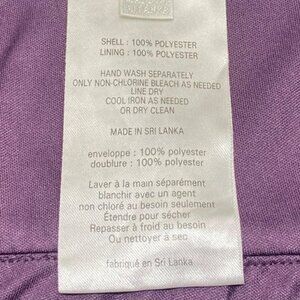 SHELL : 100% POLYESTER
LINING : 100% POLYESTER
HAND WASH SEPARATELY
ONLY NON-CHLORINE BLEACH AS NEEDED
LINE DRY
COOL IRON AS NEEDED
OR DRY CLEAN
MADE IN SRI LANKA
enveloppe : 100% polyester
doublure : 100% polyester
Laver à la main séparément
blanchir avec un agent
non chloré au besoin seulement
Étendre pour sécher
Repasser à froid au besoin
Ou nettoyer à sec
fabriqué en Sri Lanka